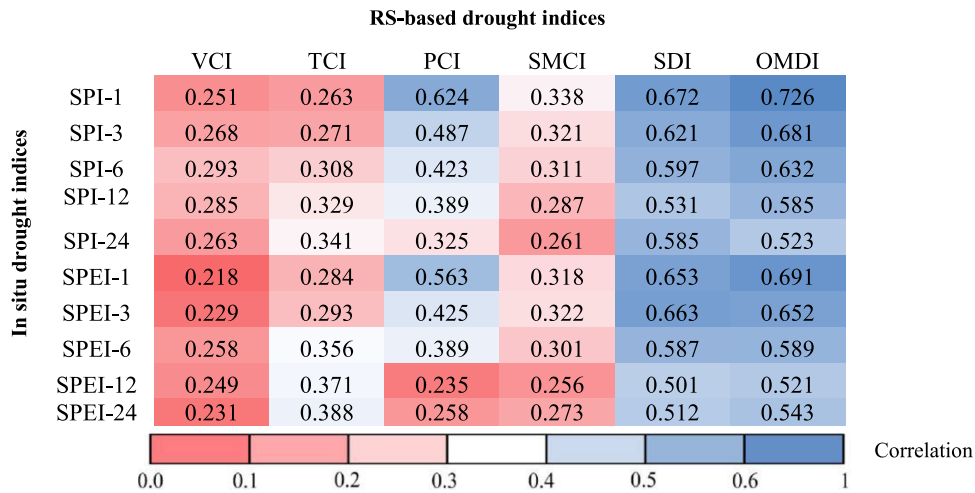 RS-based drought indices
VCI TCI PCI SMCI SDI OMDI
In situ drought indices
SPI-1 0.251 0.263 0.624 0.338 0.672 0.726
SPI-3 0.268 0.271 0.487 0.321 0.621 0.681
SPI-6 0.293 0.308 0.423 0.311 0.597 0.632
SPI-12 0.285 0.329 0.389 0.287 0.531 0.585
SPI-24 0.263 0.341 0.325 0.261 0.585 0.523
SPEI-1 0.218 0.284 0.563 0.318 0.653 0.691
SPEI-3 0.229 0.293 0.425 0.322 0.663 0.652
SPEI-6 0.258 0.356 0.389 0.301 0.587 0.589
SPEI-12 0.249 0.371 0.235 0.256 0.501 0.521
SPEI-24 0.231 0.388 0.258 0.273 0.512 0.543
Correlation
0.0 0.1 0.2 0.3 0.4 0.5 0.6 1